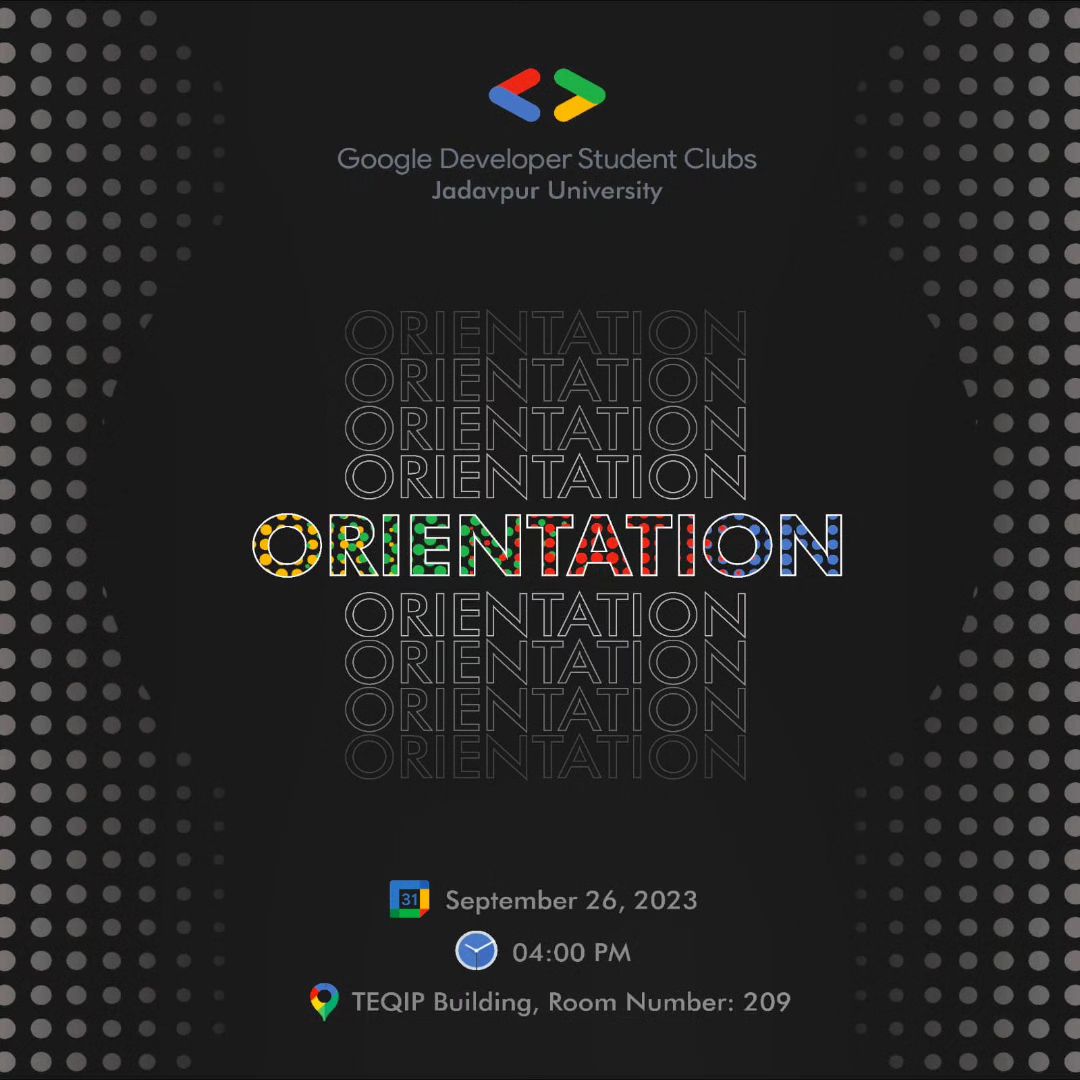 Google Developer Student Clubs
Jadavpur University
ORIENTATION
ORIENTATION
ORIENTATION
ORIENTATION
ORIENTATION
ORIENTATION
ORIENTATION
ORIENTATION
ORIENTATION
31
September 26, 2023
04:00 PM
TEQIP Building, Room Number: 209